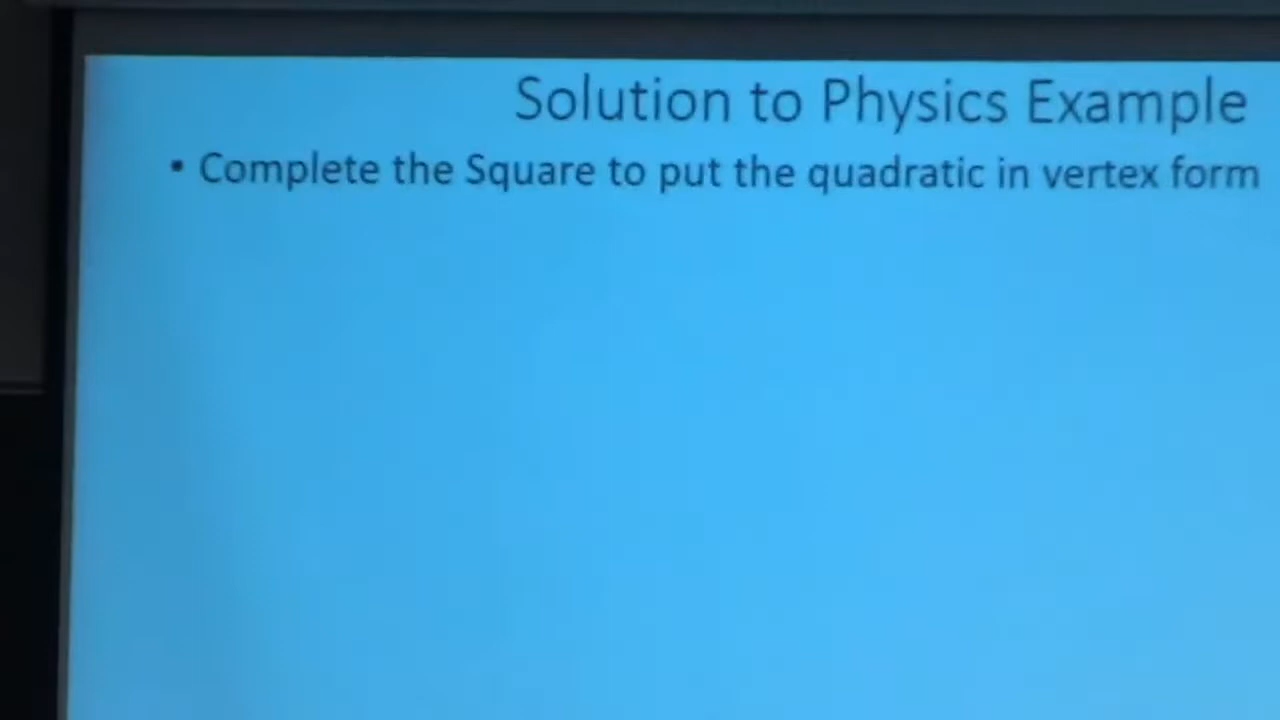 Solution to Physics Example
• Complete the Square to put the quadratic in vertex form